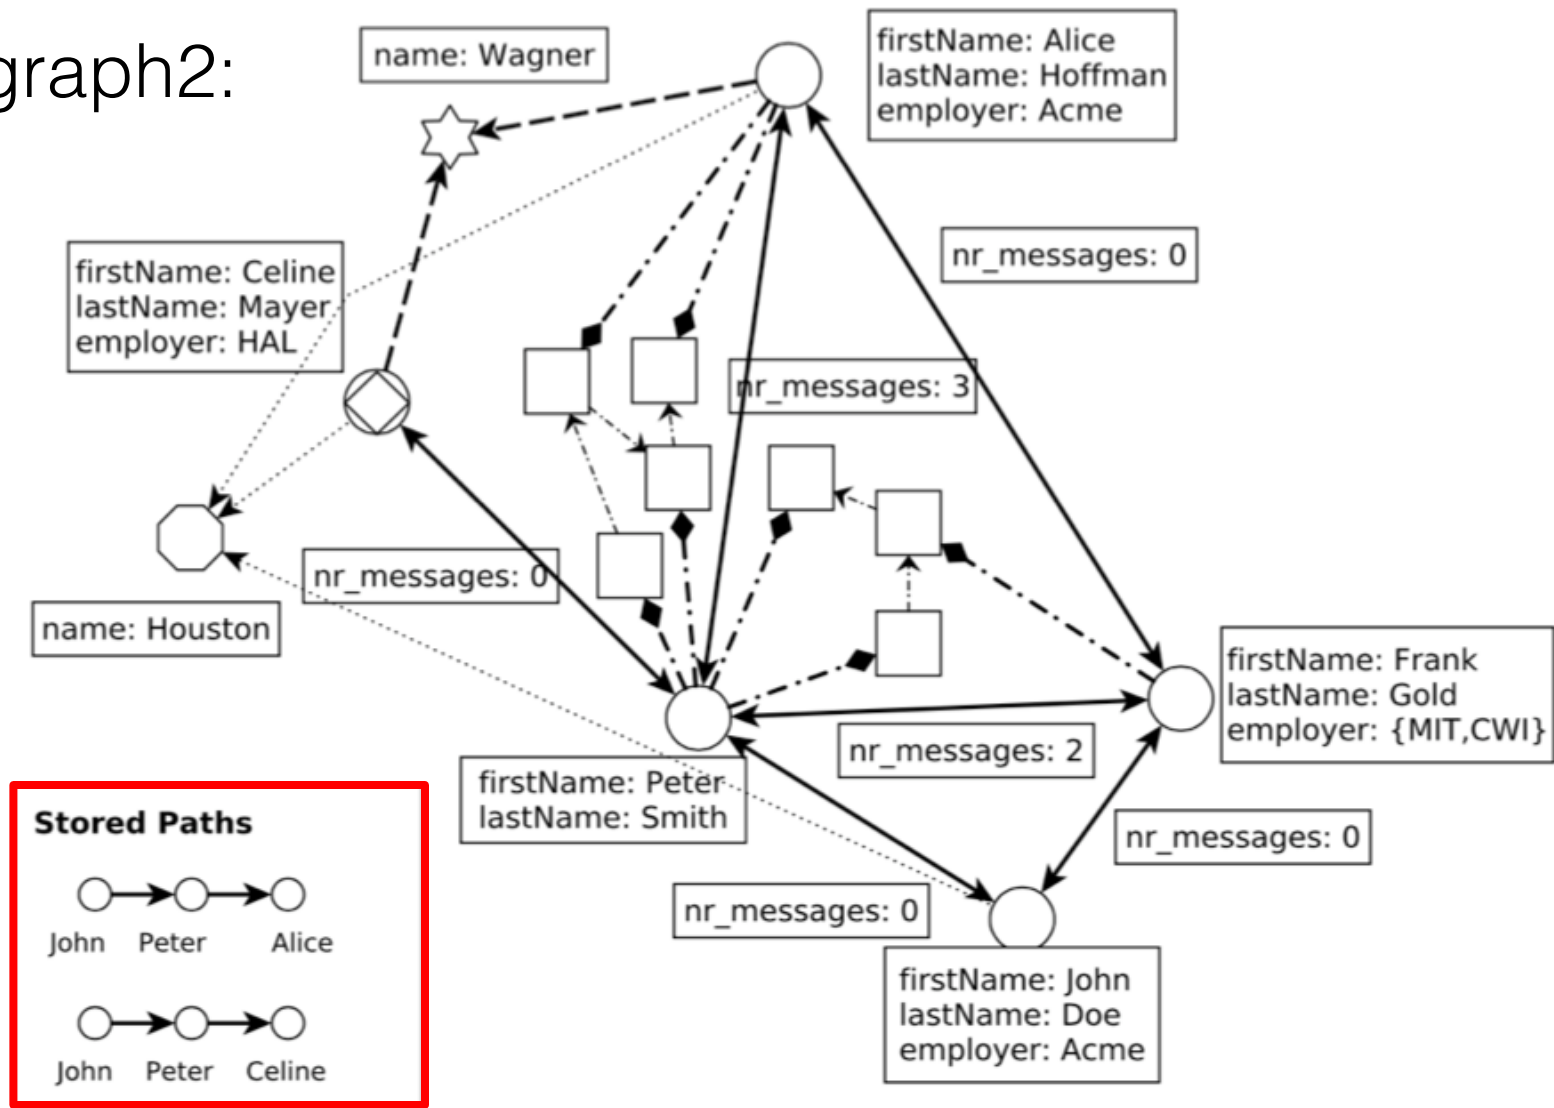 graph2:
name: Wagner
firstName: Alice
lastName: Hoffman
employer: Acme
nr_messages: 0
firstName: Celine
lastName: Mayer
employer: HAL
nr_messages: 3
nr_messages: 0
name: Houston
firstName: Frank
lastName: Gold
employer: {MIT,CWI}
nr_messages: 2
firstName: Peter
lastName: Smith
nr_messages: 0
nr_messages: 0
firstName: John
lastName: Doe
employer: Acme
Stored Paths
John Peter Alice
John Peter Celine